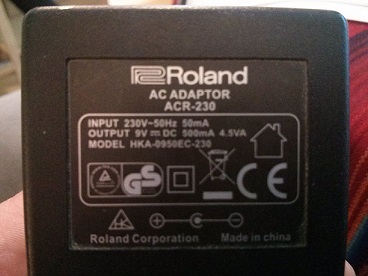 Roland
AC ADAPTOR
ACR-230
INPUT 230V~50Hz 50mA
OUTPUT 9V ⎓ DC 500mA 4.5VA
MODEL HKA-0950EC-230
GS CE
Roland Corporation Made in china